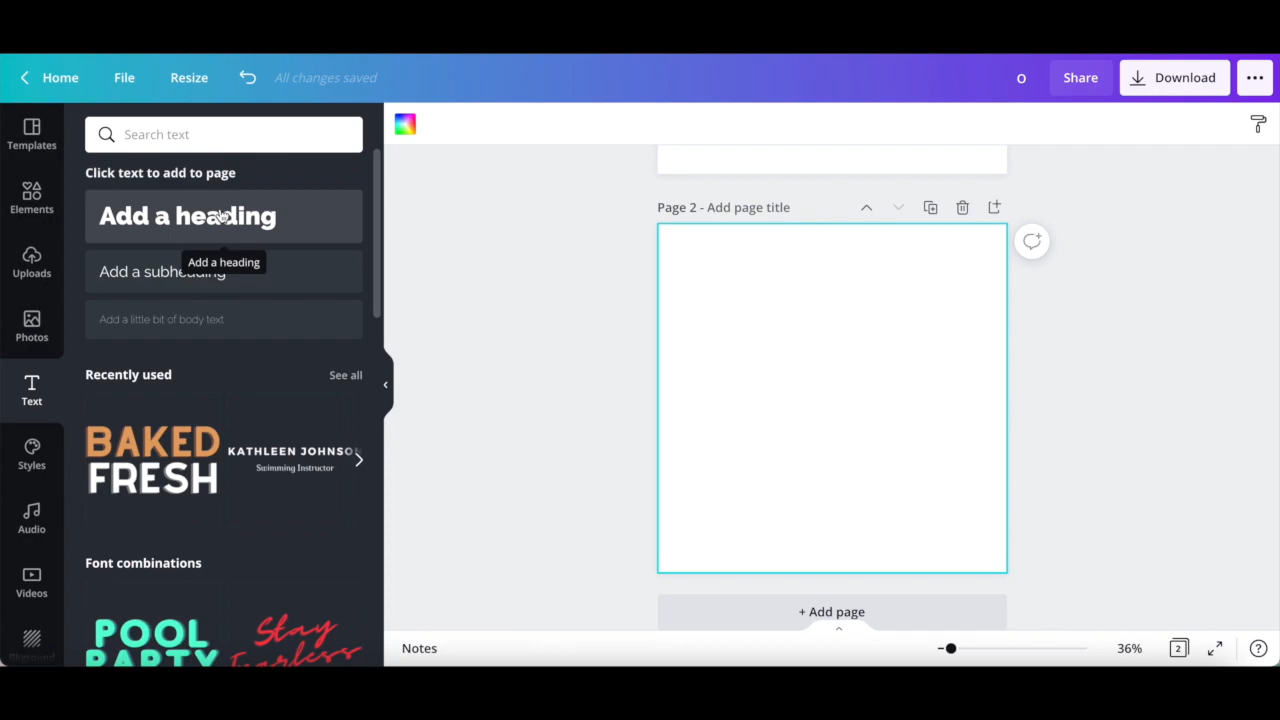 Home File Resize All changes saved O Share Download
Templates
Elements
Uploads
Photos
Text
Styles
Audio
Videos
Search text
Click text to add to page
Add a heading
Add a heading
Add a subheading
Add a little bit of body text
Recently used See all
BAKED
FRESH
KATHLEEN JOHNSO
Swimming Instructor
Font combinations
POOL
PARTY
Stay
Fearless
Page 2 - Add page title
+ Add page
Notes 36% 2 ?